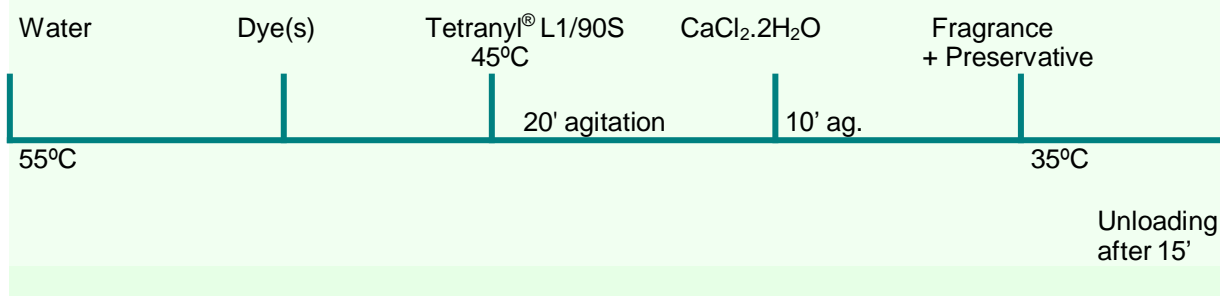 Water Dye(s) Tetranyl® L1/90S CaCl₂.2H₂O Fragrance
45ºC + Preservative
20' agitation 10' ag.
55ºC 35ºC
Unloading
after 15’